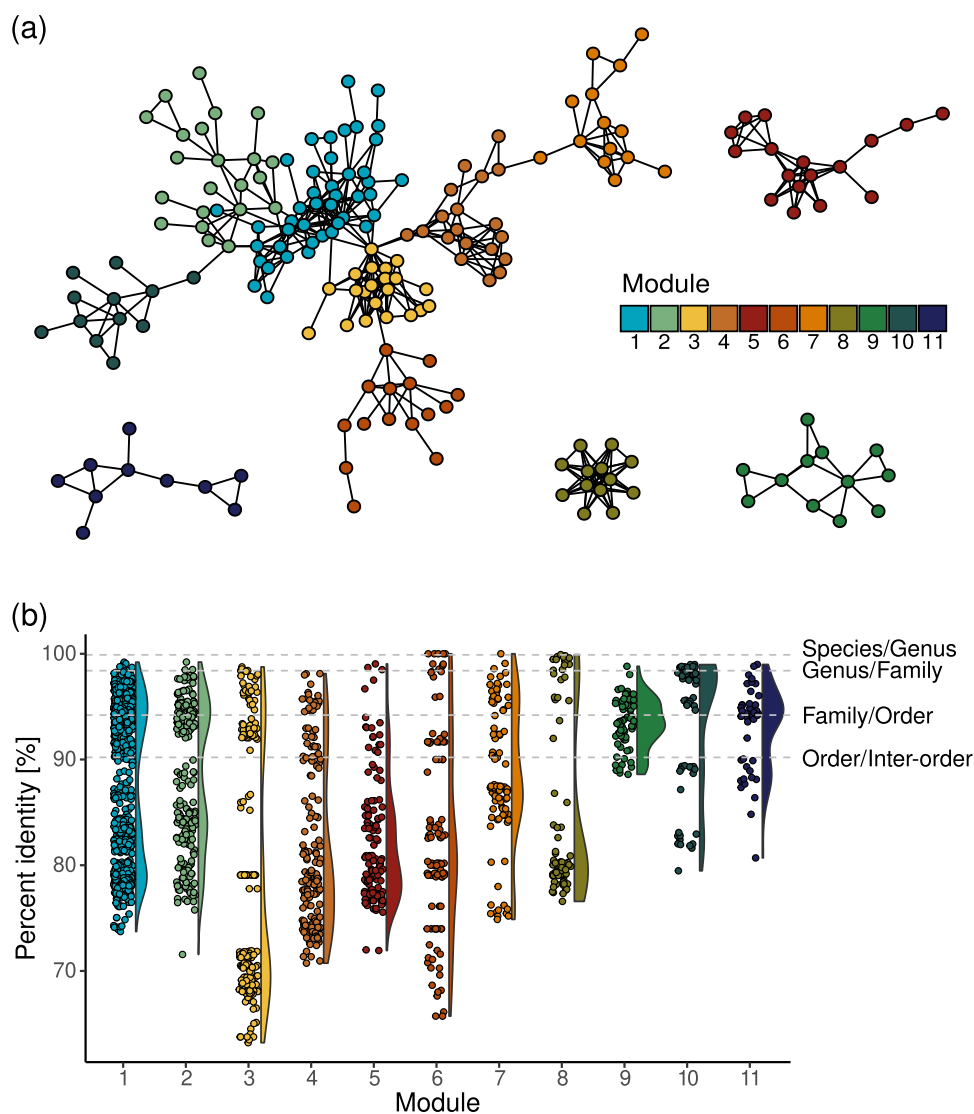 (a)
Module
1 2 3 4 5 6 7 8 9 10 11
(b)
Species/Genus
Genus/Family
Family/Order
Order/Inter-order
Percent identity [%]
100
90
80
70
1 2 3 4 5 6 7 8 9 10 11
Module